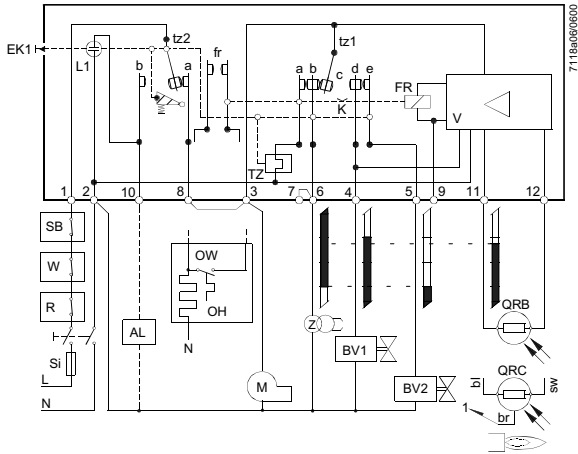 7118a06/0600
tz2
EK1
fr
tz1
L1
b
a
a
b
c
d
e
FR
K
V
TZ
1
2
10
8
3
7
6
4
5
9
11
12
SB
W
R
Si
L
N
AL
OW
OH
N
M
Z
BV1
BV2
QRB
QRC
bl
sw
1
br